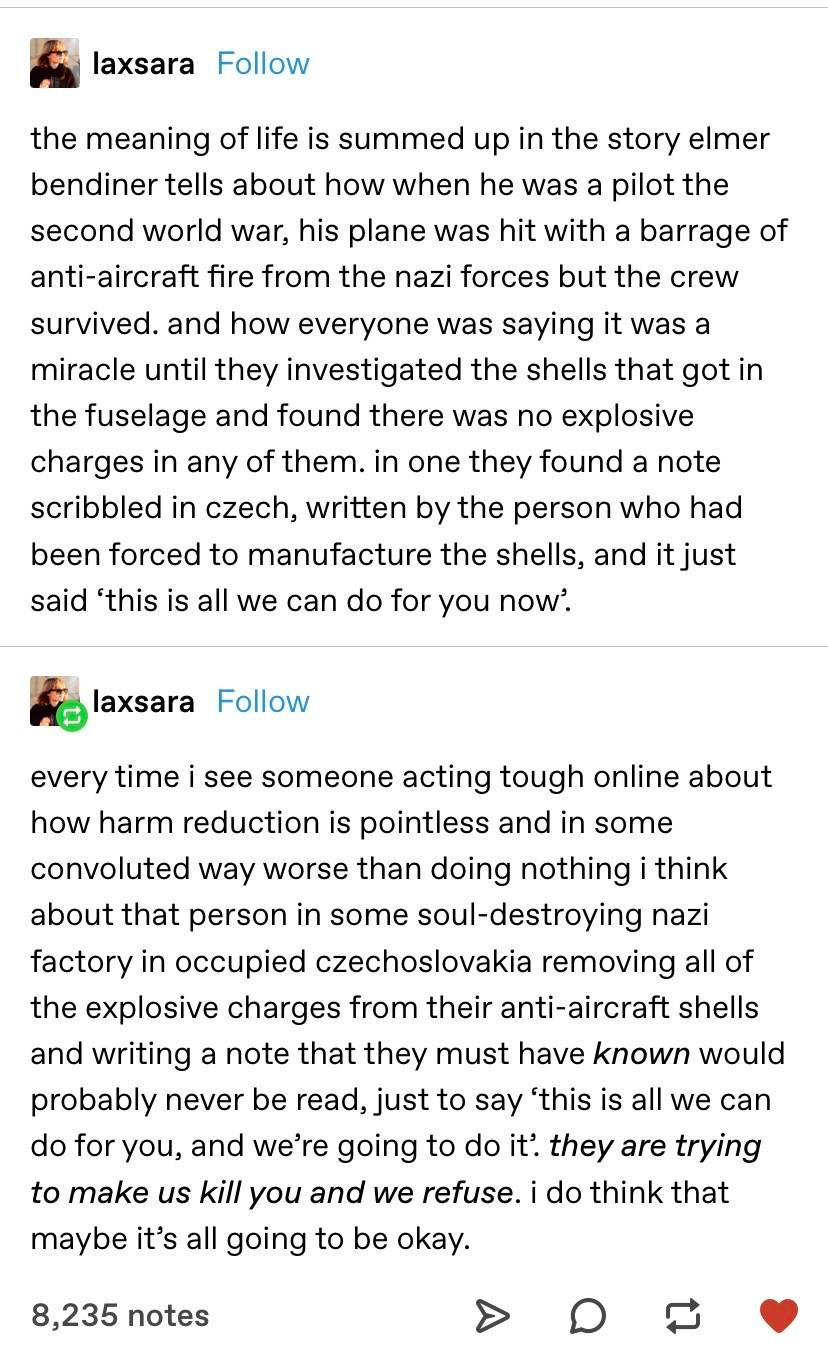 laxsara Follow
the meaning of life is summed up in the story elmer
bendiner tells about how when he was a pilot the
second world war, his plane was hit with a barrage of
anti-aircraft fire from the nazi forces but the crew
survived. and how everyone was saying it was a
miracle until they investigated the shells that got in
the fuselage and found there was no explosive
charges in any of them. in one they found a note
scribbled in czech, written by the person who had
been forced to manufacture the shells, and it just
said ‘this is all we can do for you now’.
laxsara Follow
every time i see someone acting tough online about
how harm reduction is pointless and in some
convoluted way worse than doing nothing i think
about that person in some soul-destroying nazi
factory in occupied czechoslovakia removing all of
the explosive charges from their anti-aircraft shells
and writing a note that they must have known would
probably never be read, just to say ‘this is all we can
do for you, and we’re going to do it’. they are trying
to make us kill you and we refuse. i do think that
maybe it’s all going to be okay.
8,235 notes